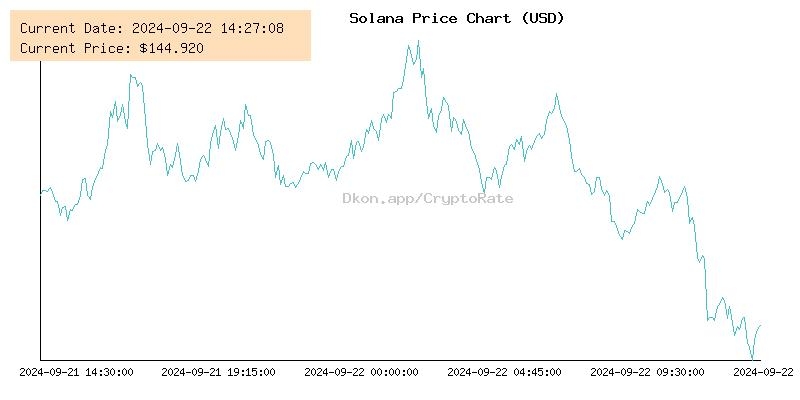 Solana Price Chart (USD)
Current Date: 2024-09-22 14:27:08
Current Price: $144.920
Dkon.app/CryptoRate
2024-09-21 14:30:00 2024-09-21 19:15:00 2024-09-22 00:00:00 2024-09-22 04:45:00 2024-09-22 09:30:00 2024-09-22